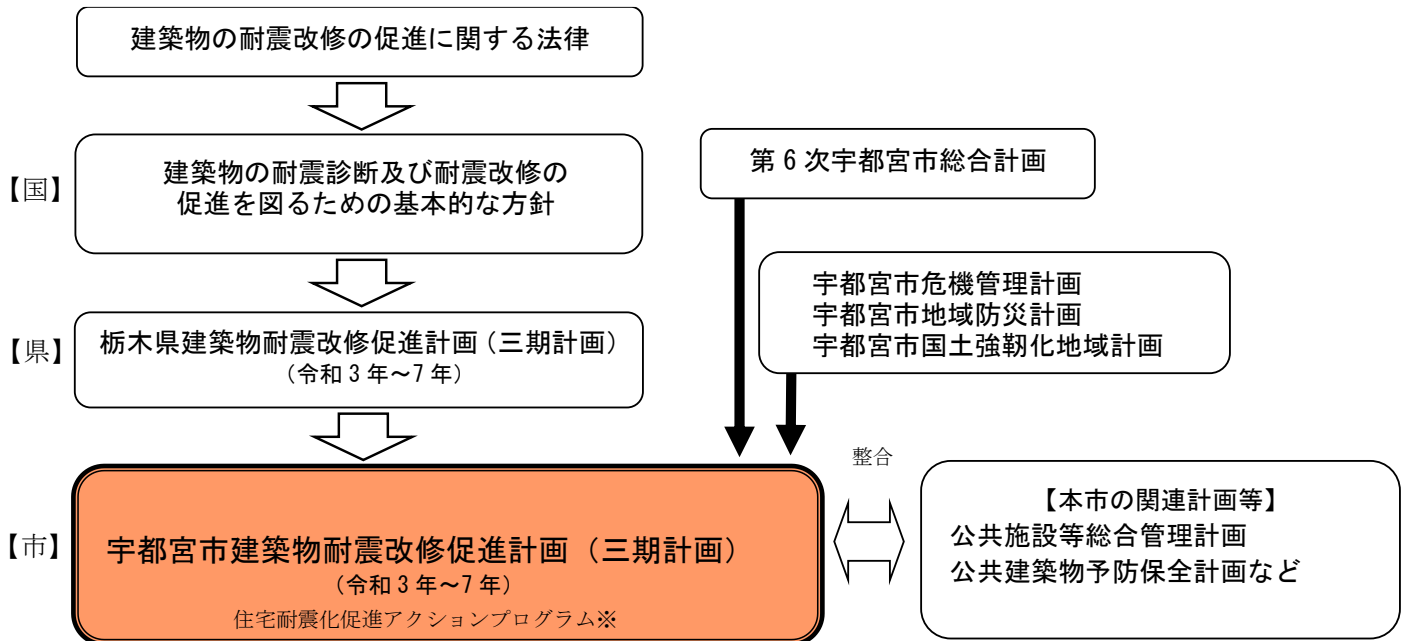 建築物の耐震改修の促進に関する法律
【国】
建築物の耐震診断及び耐震改修の
促進を図るための基本的な方針
第6次宇都宮市総合計画
宇都宮市危機管理計画
宇都宮市地域防災計画
宇都宮市国土強靭化地域計画
【県】
栃木県建築物耐震改修促進計画（三期計画）
（令和3年～7年）
整合
【市】
宇都宮市建築物耐震改修促進計画（三期計画）
（令和3年～7年）
住宅耐震化促進アクションプログラム※
【本市の関連計画等】
公共施設等総合管理計画
公共建築物予防保全計画など